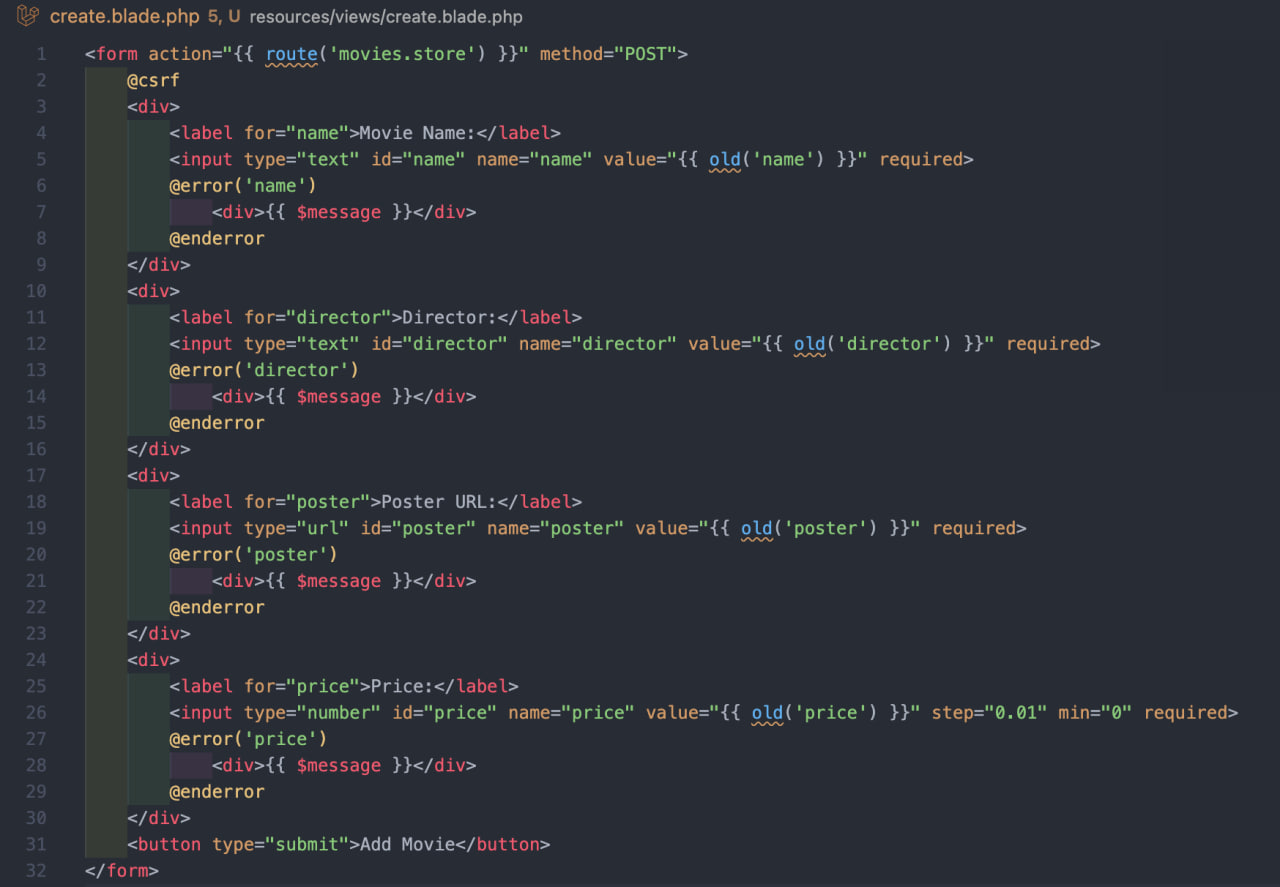 create.blade.php 5, U resources/views/create.blade.php
1 <form action="{{ route('movies.store') }}" method="POST">
2     @csrf
3     <div>
4         <label for="name">Movie Name:</label>
5         <input type="text" id="name" name="name" value="{{ old('name') }}" required>
6         @error('name')
7             <div>{{ $message }}</div>
8         @enderror
9     </div>
10     <div>
11         <label for="director">Director:</label>
12         <input type="text" id="director" name="director" value="{{ old('director') }}" required>
13         @error('director')
14             <div>{{ $message }}</div>
15         @enderror
16     </div>
17     <div>
18         <label for="poster">Poster URL:</label>
19         <input type="url" id="poster" name="poster" value="{{ old('poster') }}" required>
20         @error('poster')
21             <div>{{ $message }}</div>
22         @enderror
23     </div>
24     <div>
25         <label for="price">Price:</label>
26         <input type="number" id="price" name="price" value="{{ old('price') }}" step="0.01" min="0" required>
27         @error('price')
28             <div>{{ $message }}</div>
29         @enderror
30     </div>
31     <button type="submit">Add Movie</button>
32 </form>